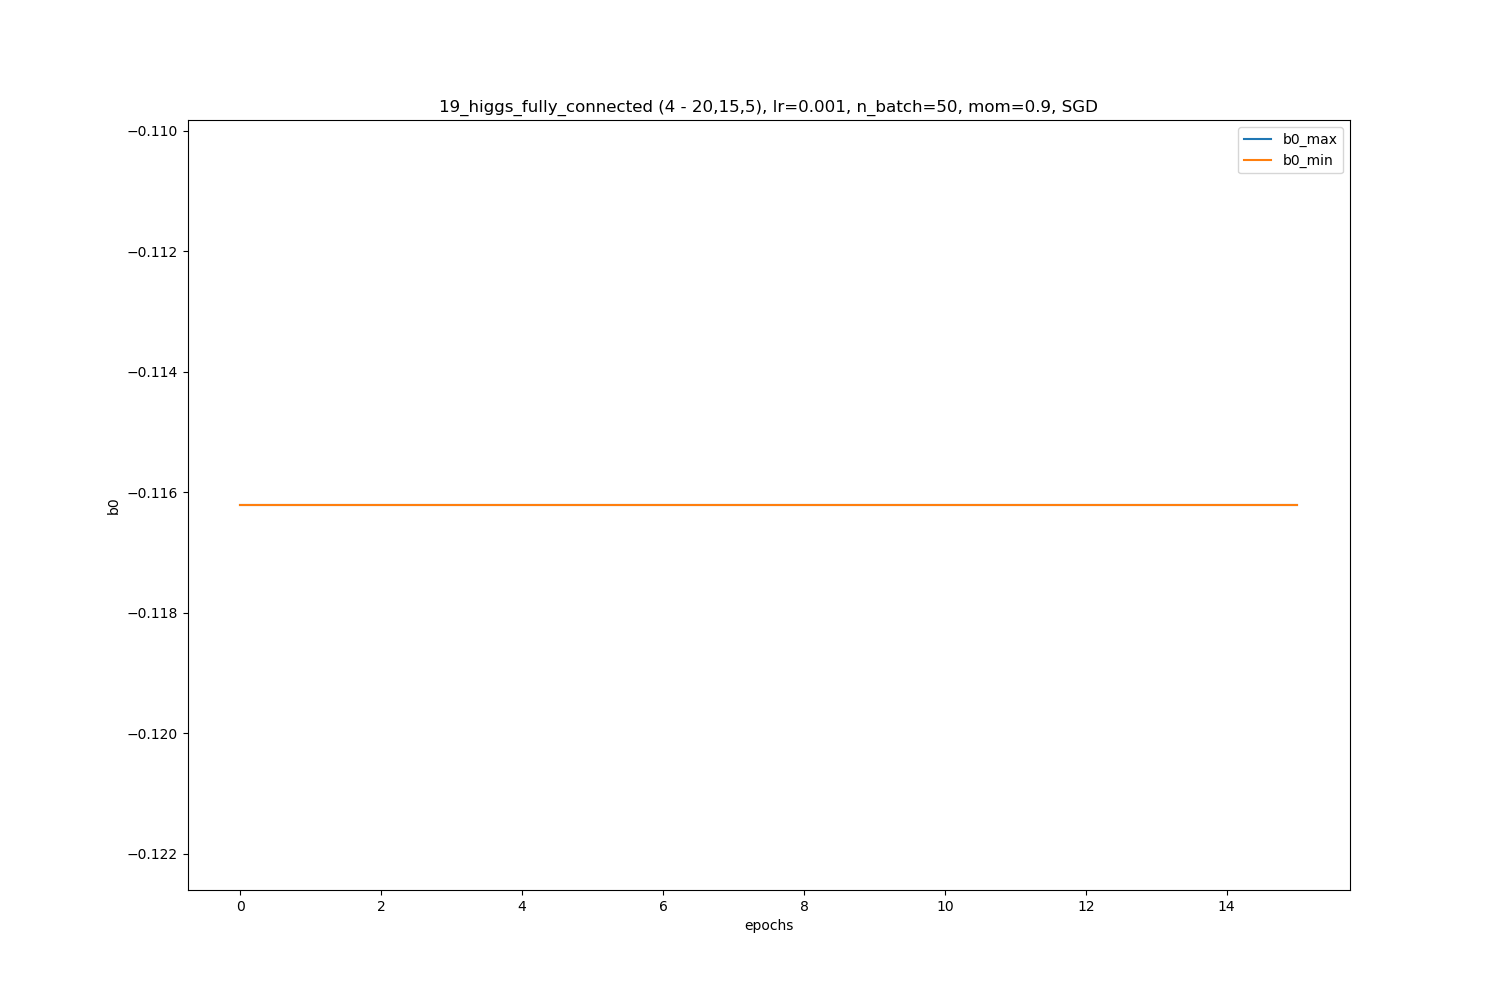 19_higgs_fully_connected (4 - 20,15,5), lr=0.001, n_batch=50, mom=0.9, SGD
b0_max
b0_min
−0.110
−0.112
−0.114
−0.116
−0.118
−0.120
−0.122
b0
0 2 4 6 8 10 12 14
epochs